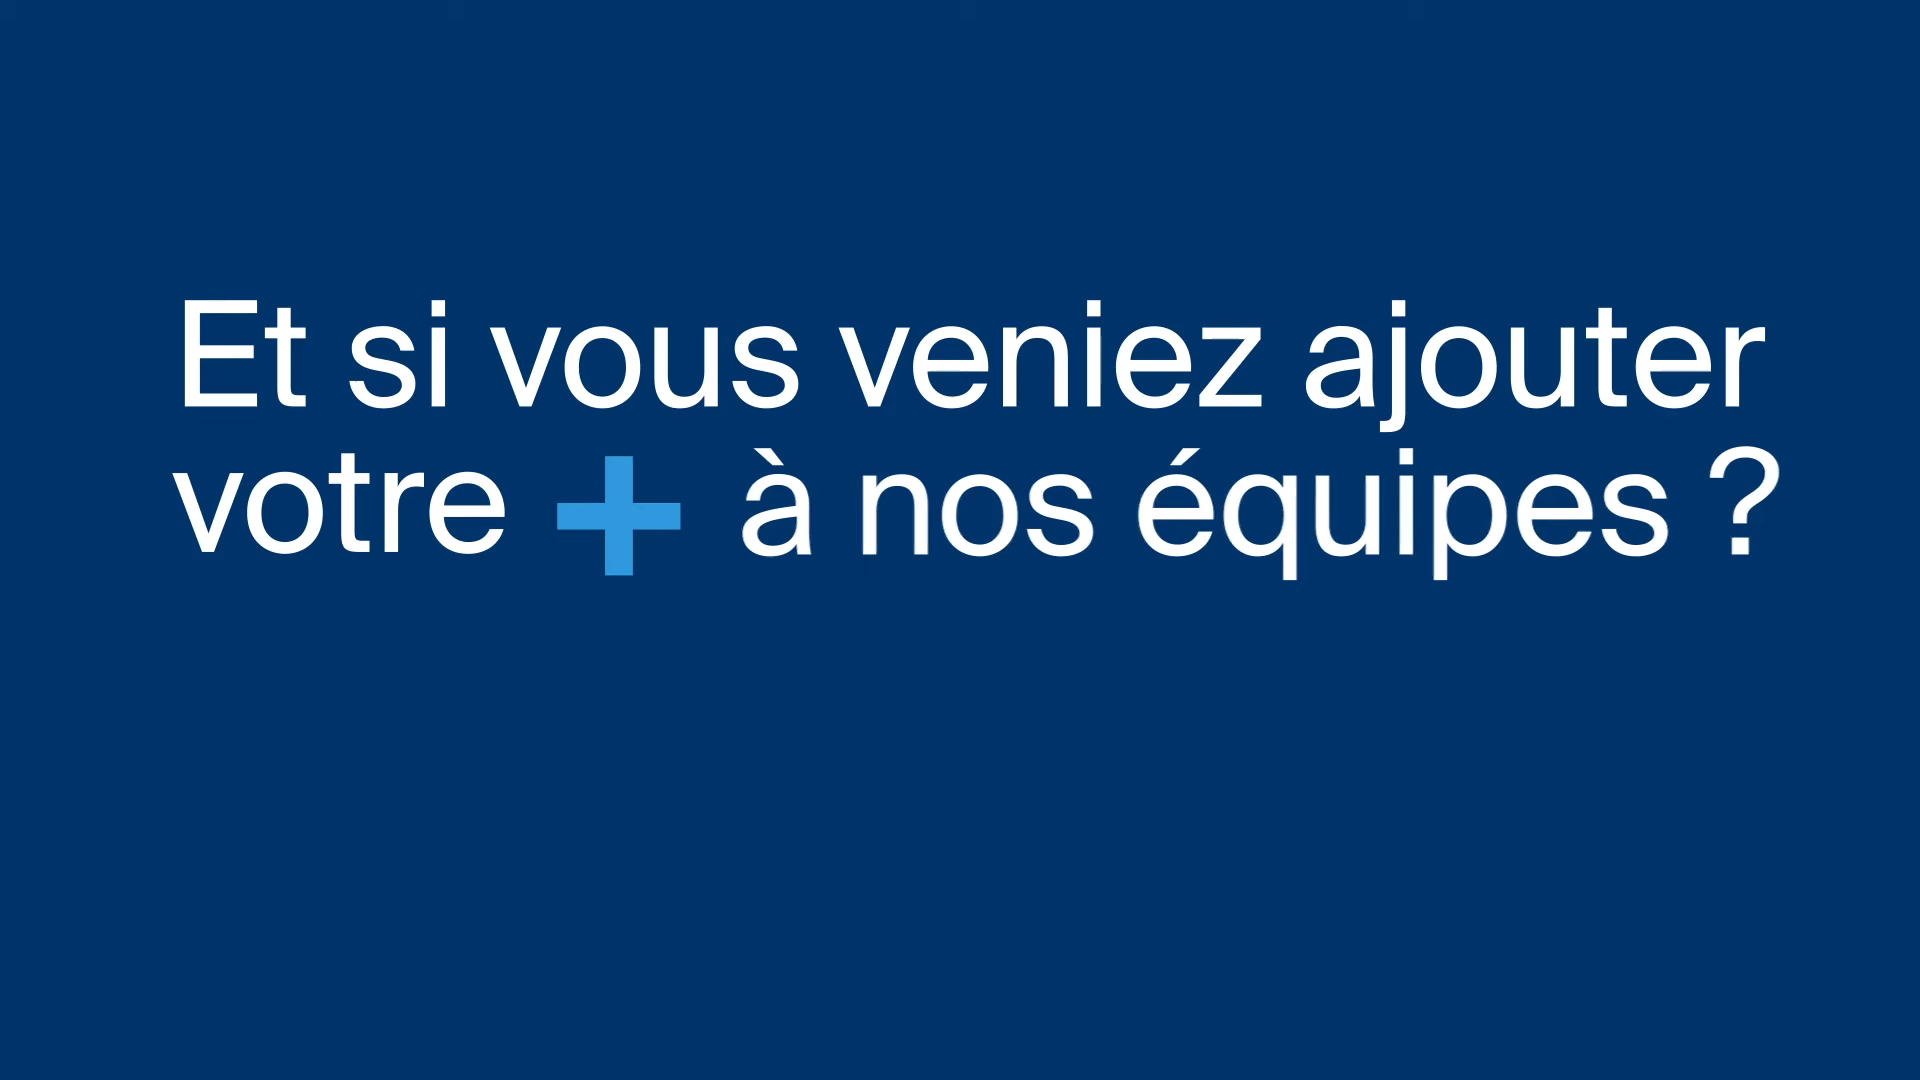 Et si vous veniez ajouter
votre + à nos équipes ?